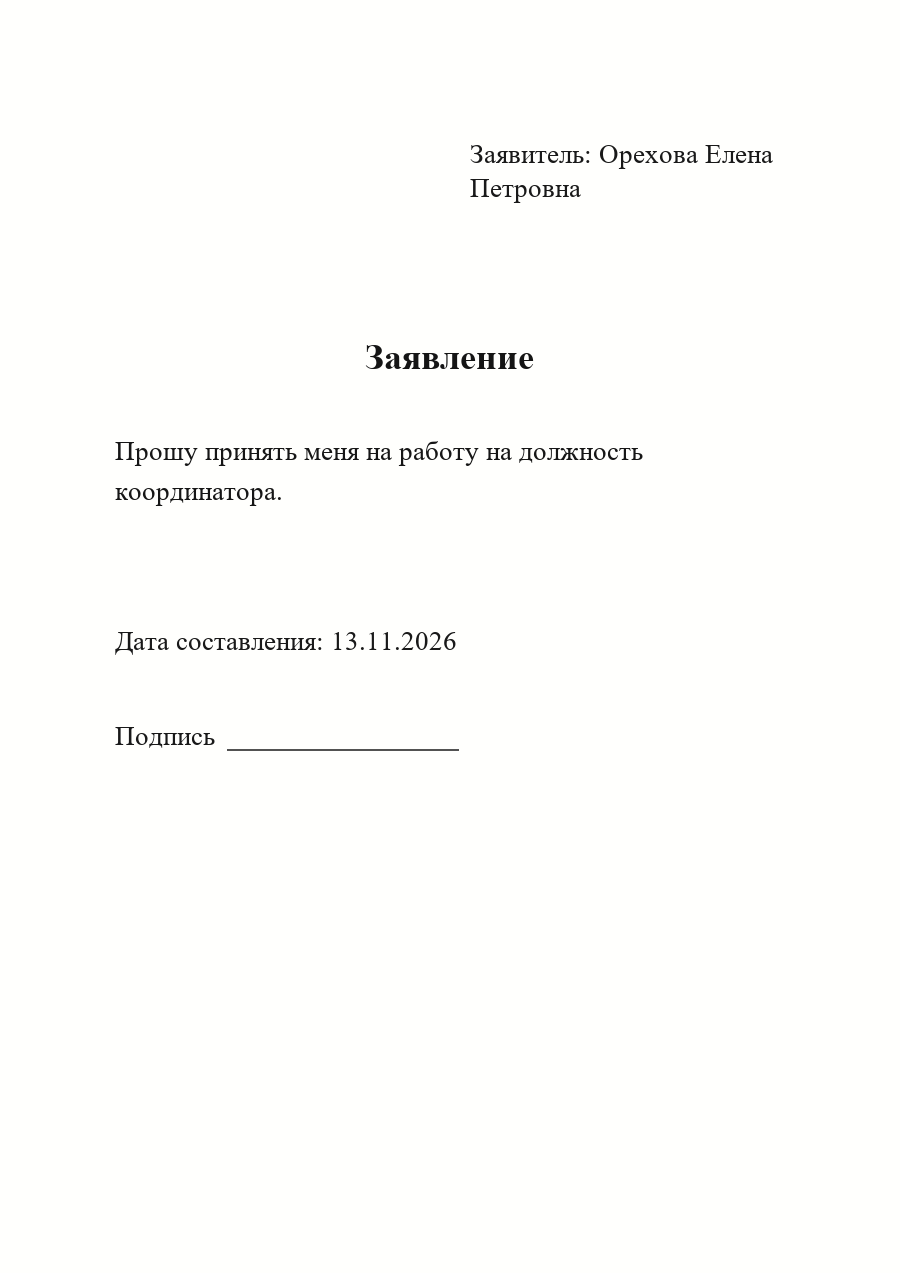 Заявитель: Орехова Елена
Петровна
Заявление
Прошу принять меня на работу на должность
координатора.
Дата составления: 13.11.2026
Подпись